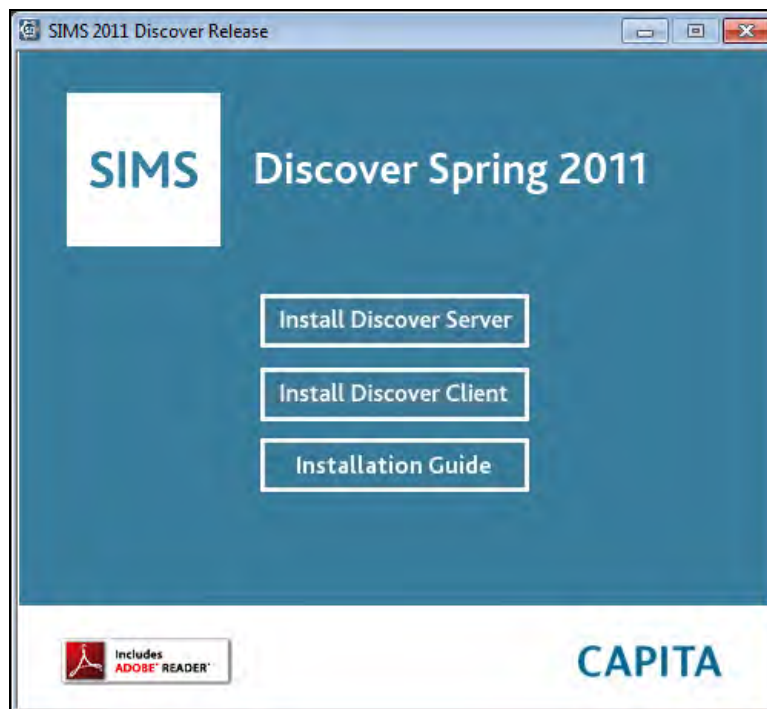 SIMS 2011 Discover Release
SIMS
Discover Spring 2011
Install Discover Server
Install Discover Client
Installation Guide
Includes
ADOBE® READER®
CAPITA